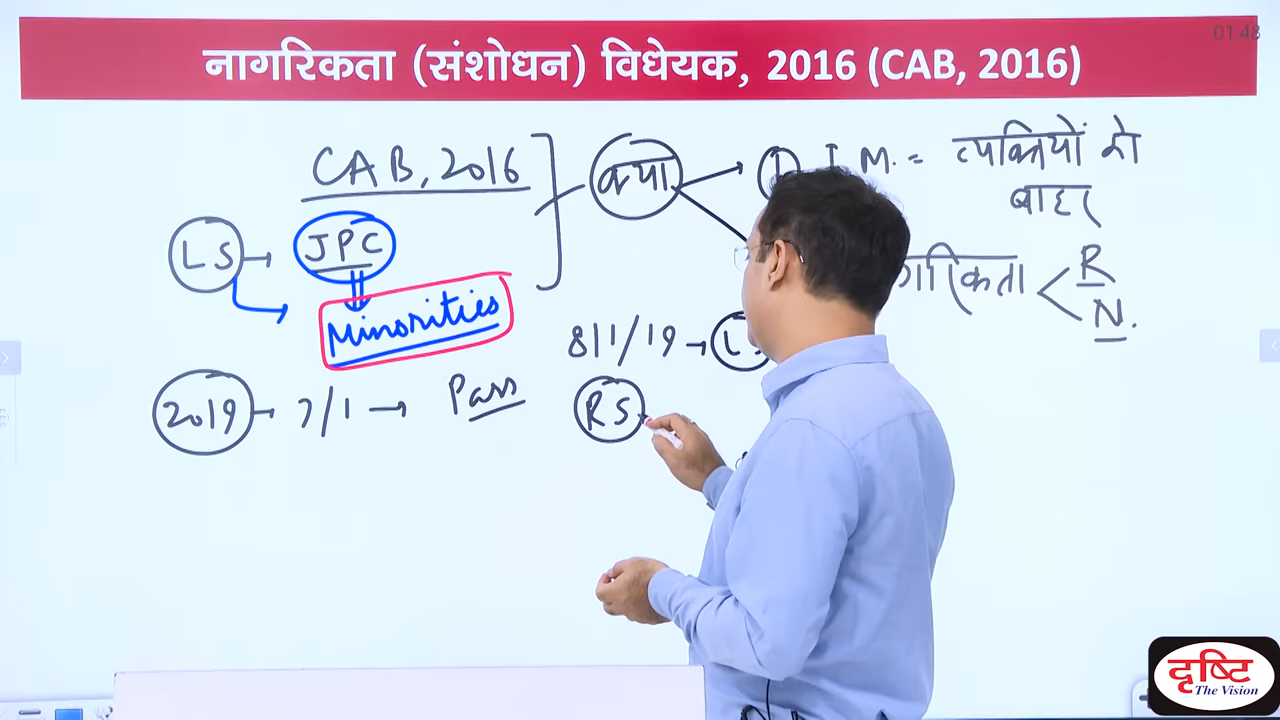 01:48
नागरिकता (संशोधन) विधेयक, 2016 (CAB, 2016)
CAB, 2016
क्या
I. M. = व्यक्तियों को
बाहर
LS → JPC
Minorities
गरिकता < R
N.
8/1/19 → L
2019 → 7/1 → Pass
RS
दृष्टि
The Vision